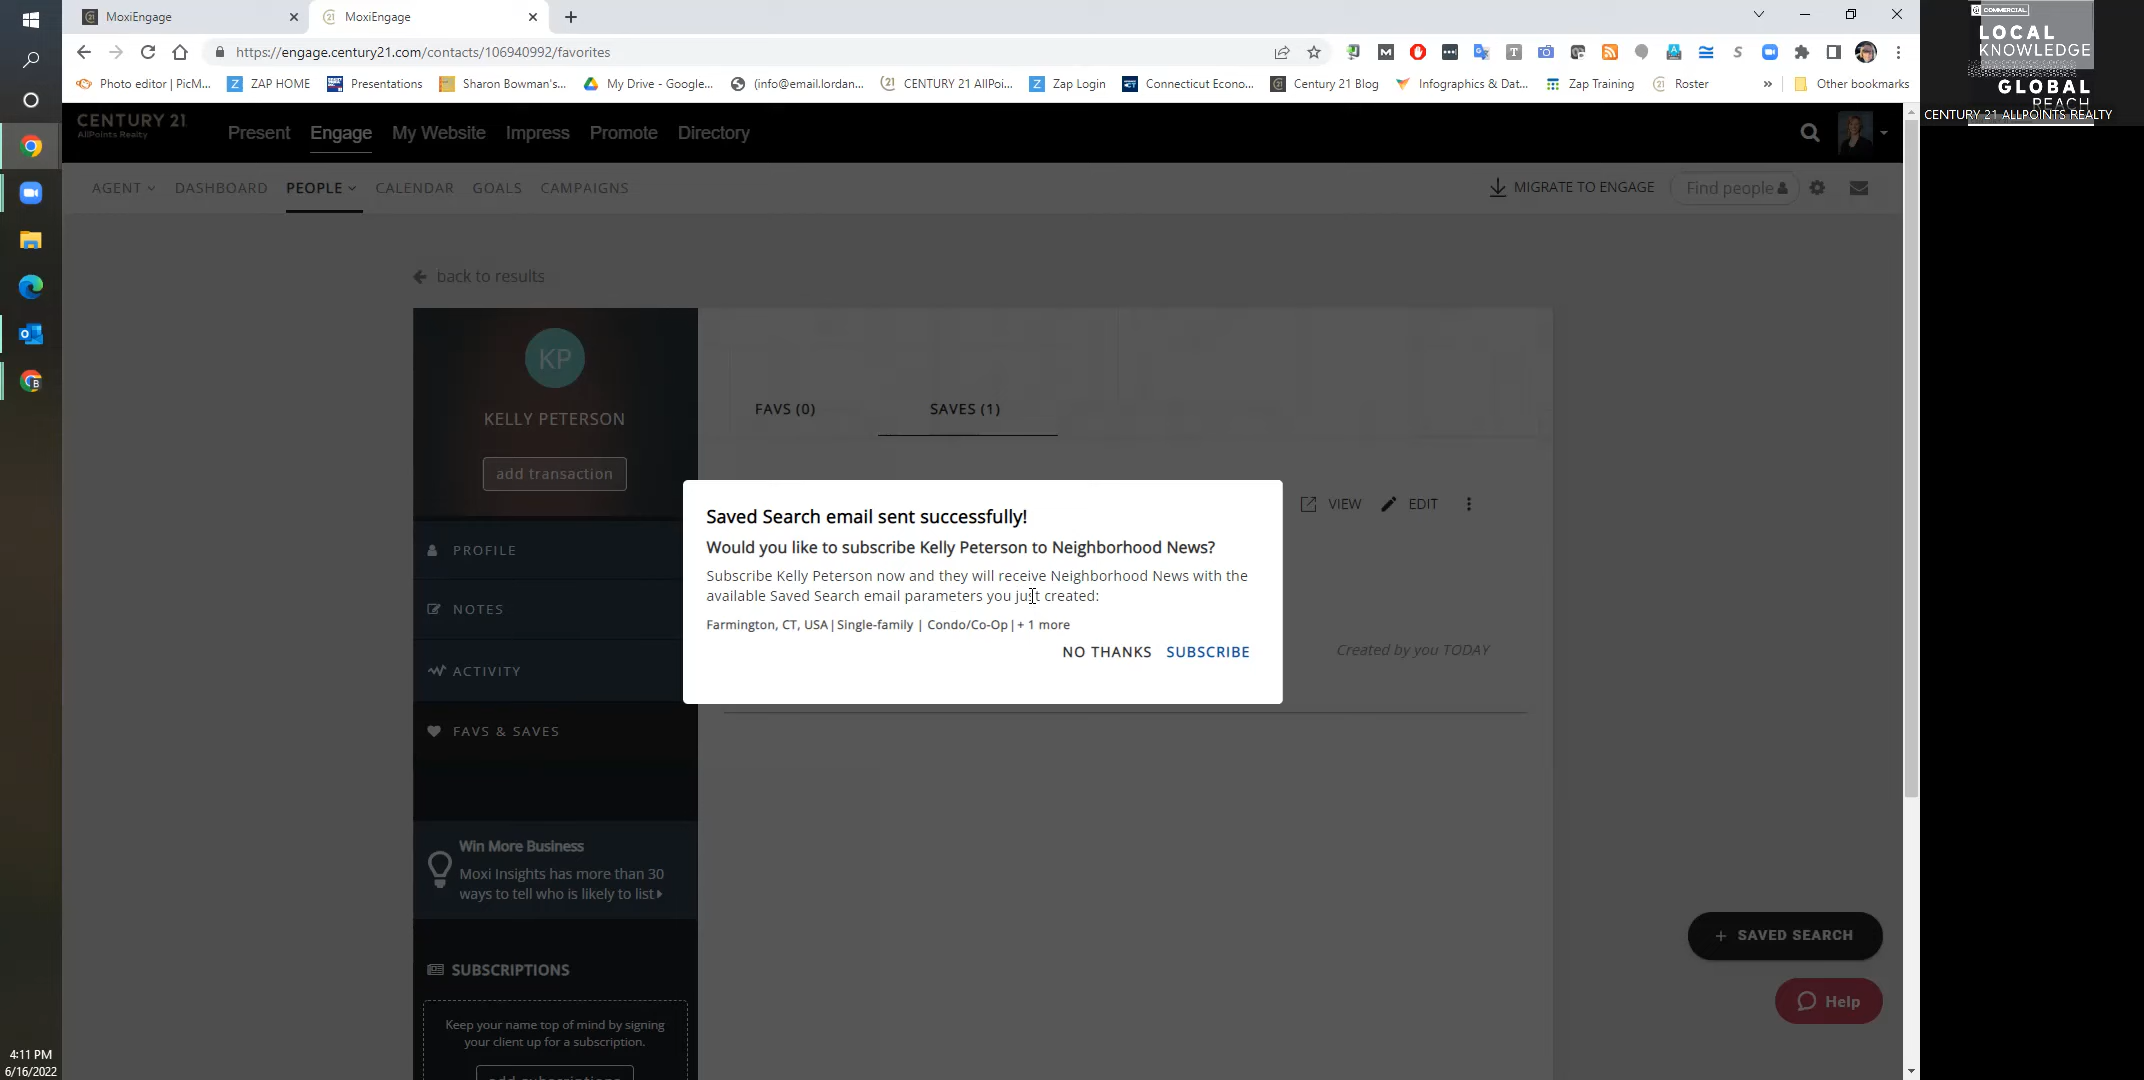 MoxiEngage
MoxiEngage
https://engage.century21.com/contacts/106940992/favorites
Photo editor | PicM...
ZAP HOME
Presentations
Sharon Bowman's...
My Drive - Google...
(info@email.lordan...
CENTURY 21 AllPoi...
Zap Login
Connecticut Econo...
Century 21 Blog
Infographics & Dat...
Zap Training
Roster
»
Other bookmarks
COMMERCIAL
LOCAL
KNOWLEDGE
GLOBAL
REACH
CENTURY 21 ALLPOINTS REALTY
CENTURY 21
AllPoints Realty
Present
Engage
My Website
Impress
Promote
Directory
AGENT
DASHBOARD
PEOPLE
CALENDAR
GOALS
CAMPAIGNS
MIGRATE TO ENGAGE
Find people
back to results
KP
KELLY PETERSON
add transaction
PROFILE
NOTES
ACTIVITY
FAVS & SAVES
Win More Business
Moxi Insights has more than 30
ways to tell who is likely to list
SUBSCRIPTIONS
Keep your name top of mind by signing
your client up for a subscription.
add subscriptions
FAVS (0)
SAVES (1)
VIEW
EDIT
Saved Search email sent successfully!
Would you like to subscribe Kelly Peterson to Neighborhood News?
Subscribe Kelly Peterson now and they will receive Neighborhood News with the
available Saved Search email parameters you just created:
Farmington, CT, USA | Single-family | Condo/Co-Op | + 1 more
NO THANKS
SUBSCRIBE
Created by you TODAY
+ SAVED SEARCH
Help
4:11 PM
6/16/2022